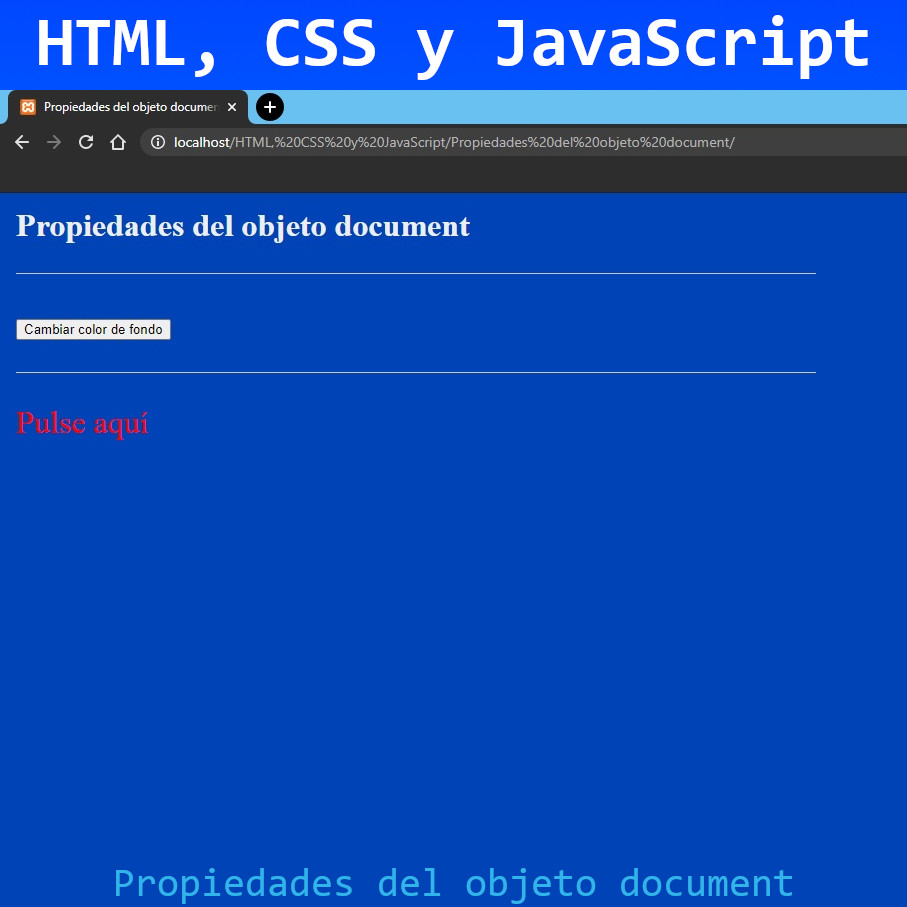 HTML, CSS y JavaScript
Propiedades del objeto documen
localhost/HTML,%20CSS%20y%20JavaScript/Propiedades%20del%20objeto%20document/
Propiedades del objeto document
Cambiar color de fondo
Pulse aquí
Propiedades del objeto document